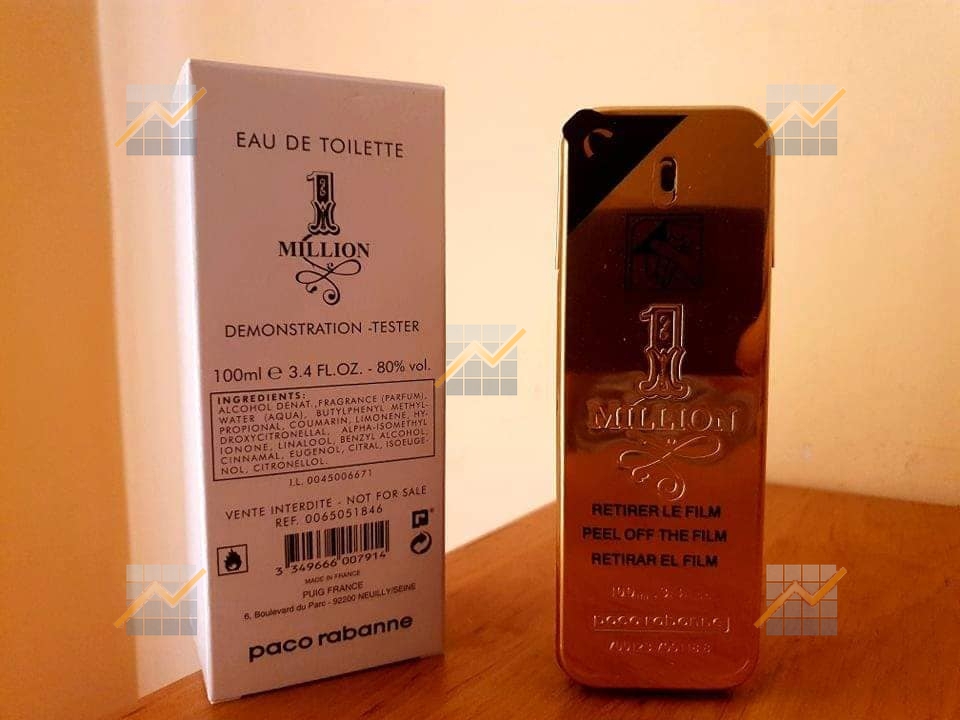 EAU DE TOILETTE
1
MILLION
DEMONSTRATION -TESTER
100ml e 3.4 FL.OZ. - 80% vol.
INGREDIENTS:
ALCOHOL DENAT., FRAGRANCE (PARFUM),
WATER (AQUA), BUTYLPHENYL METHYL-
PROPIONAL, COUMARIN, LIMONENE, HY-
DROXYCITRONELLAL, ALPHA-ISOMETHYL
IONONE, LINALOOL, BENZYL ALCOHOL,
CINNAMAL, EUGENOL, CITRAL, ISOEUGE-
NOL, CITRONELLOL.
I.L. 0045006671
VENTE INTERDITE - NOT FOR SALE
REF. 0065051846
3 349666 007914
MADE IN FRANCE
PUIG FRANCE
6, Boulevard du Parc - 92200 NEUILLY/SEINE
paco rabanne
1
MILLION
RETIRER LE FILM
PEEL OFF THE FILM
RETIRAR EL FILM
100ml
paco rabanne